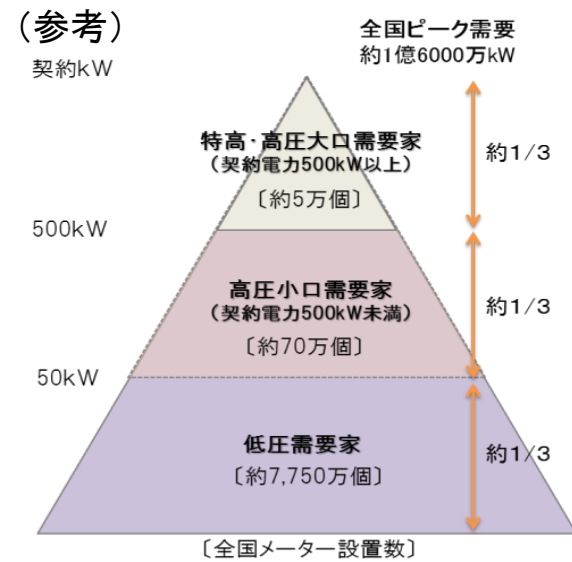 （参考）
全国ピーク需要
約1億6000万kW
契約kW
特高・高圧大口需要家
（契約電力500kW以上）
〔約5万個〕
約1/3
500kW
高圧小口需要家
（契約電力500kW未満）
〔約70万個〕
約1/3
50kW
低圧需要家
〔約7,750万個〕
約1/3
〔全国メーター設置数〕